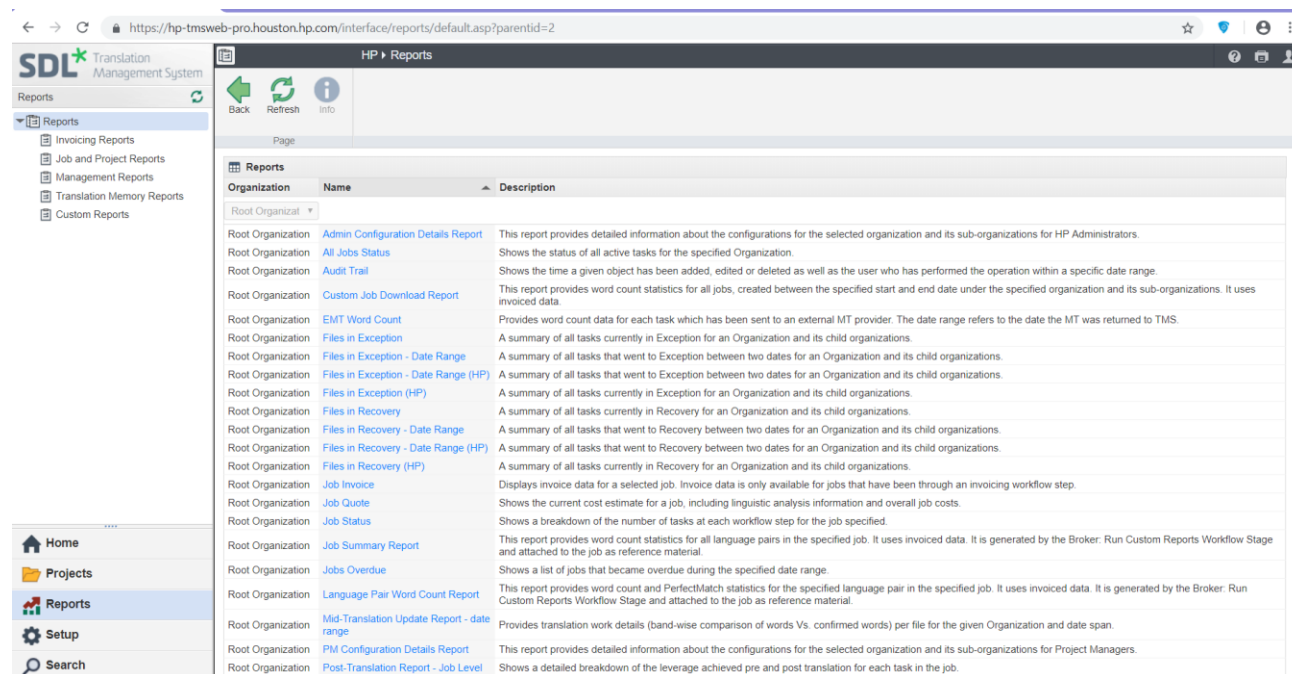 https://hp-tmsweb-pro.houston.hp.com/interface/reports/default.asp?parentid=2
SDL Translation Management System
HP ▸ Reports
Reports
Back Refresh Info
Page
Reports
Invoicing Reports
Job and Project Reports
Management Reports
Translation Memory Reports
Custom Reports
Home
Projects
Reports
Setup
Search
Reports
Organization Name Description
Root Organizat
Root Organization Admin Configuration Details Report This report provides detailed information about the configurations for the selected organization and its sub-organizations for HP Administrators.
Root Organization All Jobs Status Shows the status of all active tasks for the specified Organization.
Root Organization Audit Trail Shows the time a given object has been added, edited or deleted as well as the user who has performed the operation within a specific date range.
Root Organization Custom Job Download Report This report provides word count statistics for all jobs, created between the specified start and end date under the specified organization and its sub-organizations. It uses
invoiced data.
Root Organization EMT Word Count Provides word count data for each task which has been sent to an external MT provider. The date range refers to the date the MT was returned to TMS.
Root Organization Files in Exception A summary of all tasks currently in Exception for an Organization and its child organizations.
Root Organization Files in Exception - Date Range A summary of all tasks that went to Exception between two dates for an Organization and its child organizations.
Root Organization Files in Exception - Date Range (HP) A summary of all tasks that went to Exception between two dates for an Organization and its child organizations.
Root Organization Files in Exception (HP) A summary of all tasks currently in Exception for an Organization and its child organizations.
Root Organization Files in Recovery A summary of all tasks currently in Recovery for an Organization and its child organizations.
Root Organization Files in Recovery - Date Range A summary of all tasks that went to Recovery between two dates for an Organization and its child organizations.
Root Organization Files in Recovery - Date Range (HP) A summary of all tasks that went to Recovery between two dates for an Organization and its child organizations.
Root Organization Files in Recovery (HP) A summary of all tasks currently in Recovery for an Organization and its child organizations.
Root Organization Job Invoice Displays invoice data for a selected job. Invoice data is only available for jobs that have been through an invoicing workflow step.
Root Organization Job Quote Shows the current cost estimate for a job, including linguistic analysis information and overall job costs.
Root Organization Job Status Shows a breakdown of the number of tasks at each workflow step for the job specified.
Root Organization Job Summary Report This report provides word count statistics for all language pairs in the specified job. It uses invoiced data. It is generated by the Broker: Run Custom Reports Workflow Stage
and attached to the job as reference material.
Root Organization Jobs Overdue Shows a list of jobs that became overdue during the specified date range.
Root Organization Language Pair Word Count Report This report provides word count and PerfectMatch statistics for the specified language pair in the specified job. It uses invoiced data. It is generated by the Broker: Run
Custom Reports Workflow Stage and attached to the job as reference material.
Root Organization Mid-Translation Update Report - date
range Provides translation work details (band-wise comparison of words Vs. confirmed words) per file for the given Organization and date span.
Root Organization PM Configuration Details Report This report provides detailed information about the configurations for the selected organization and its sub-organizations for Project Managers.
Root Organization Post-Translation Report - Job Level Shows a detailed breakdown of the leverage achieved pre and post translation for each task in the job.